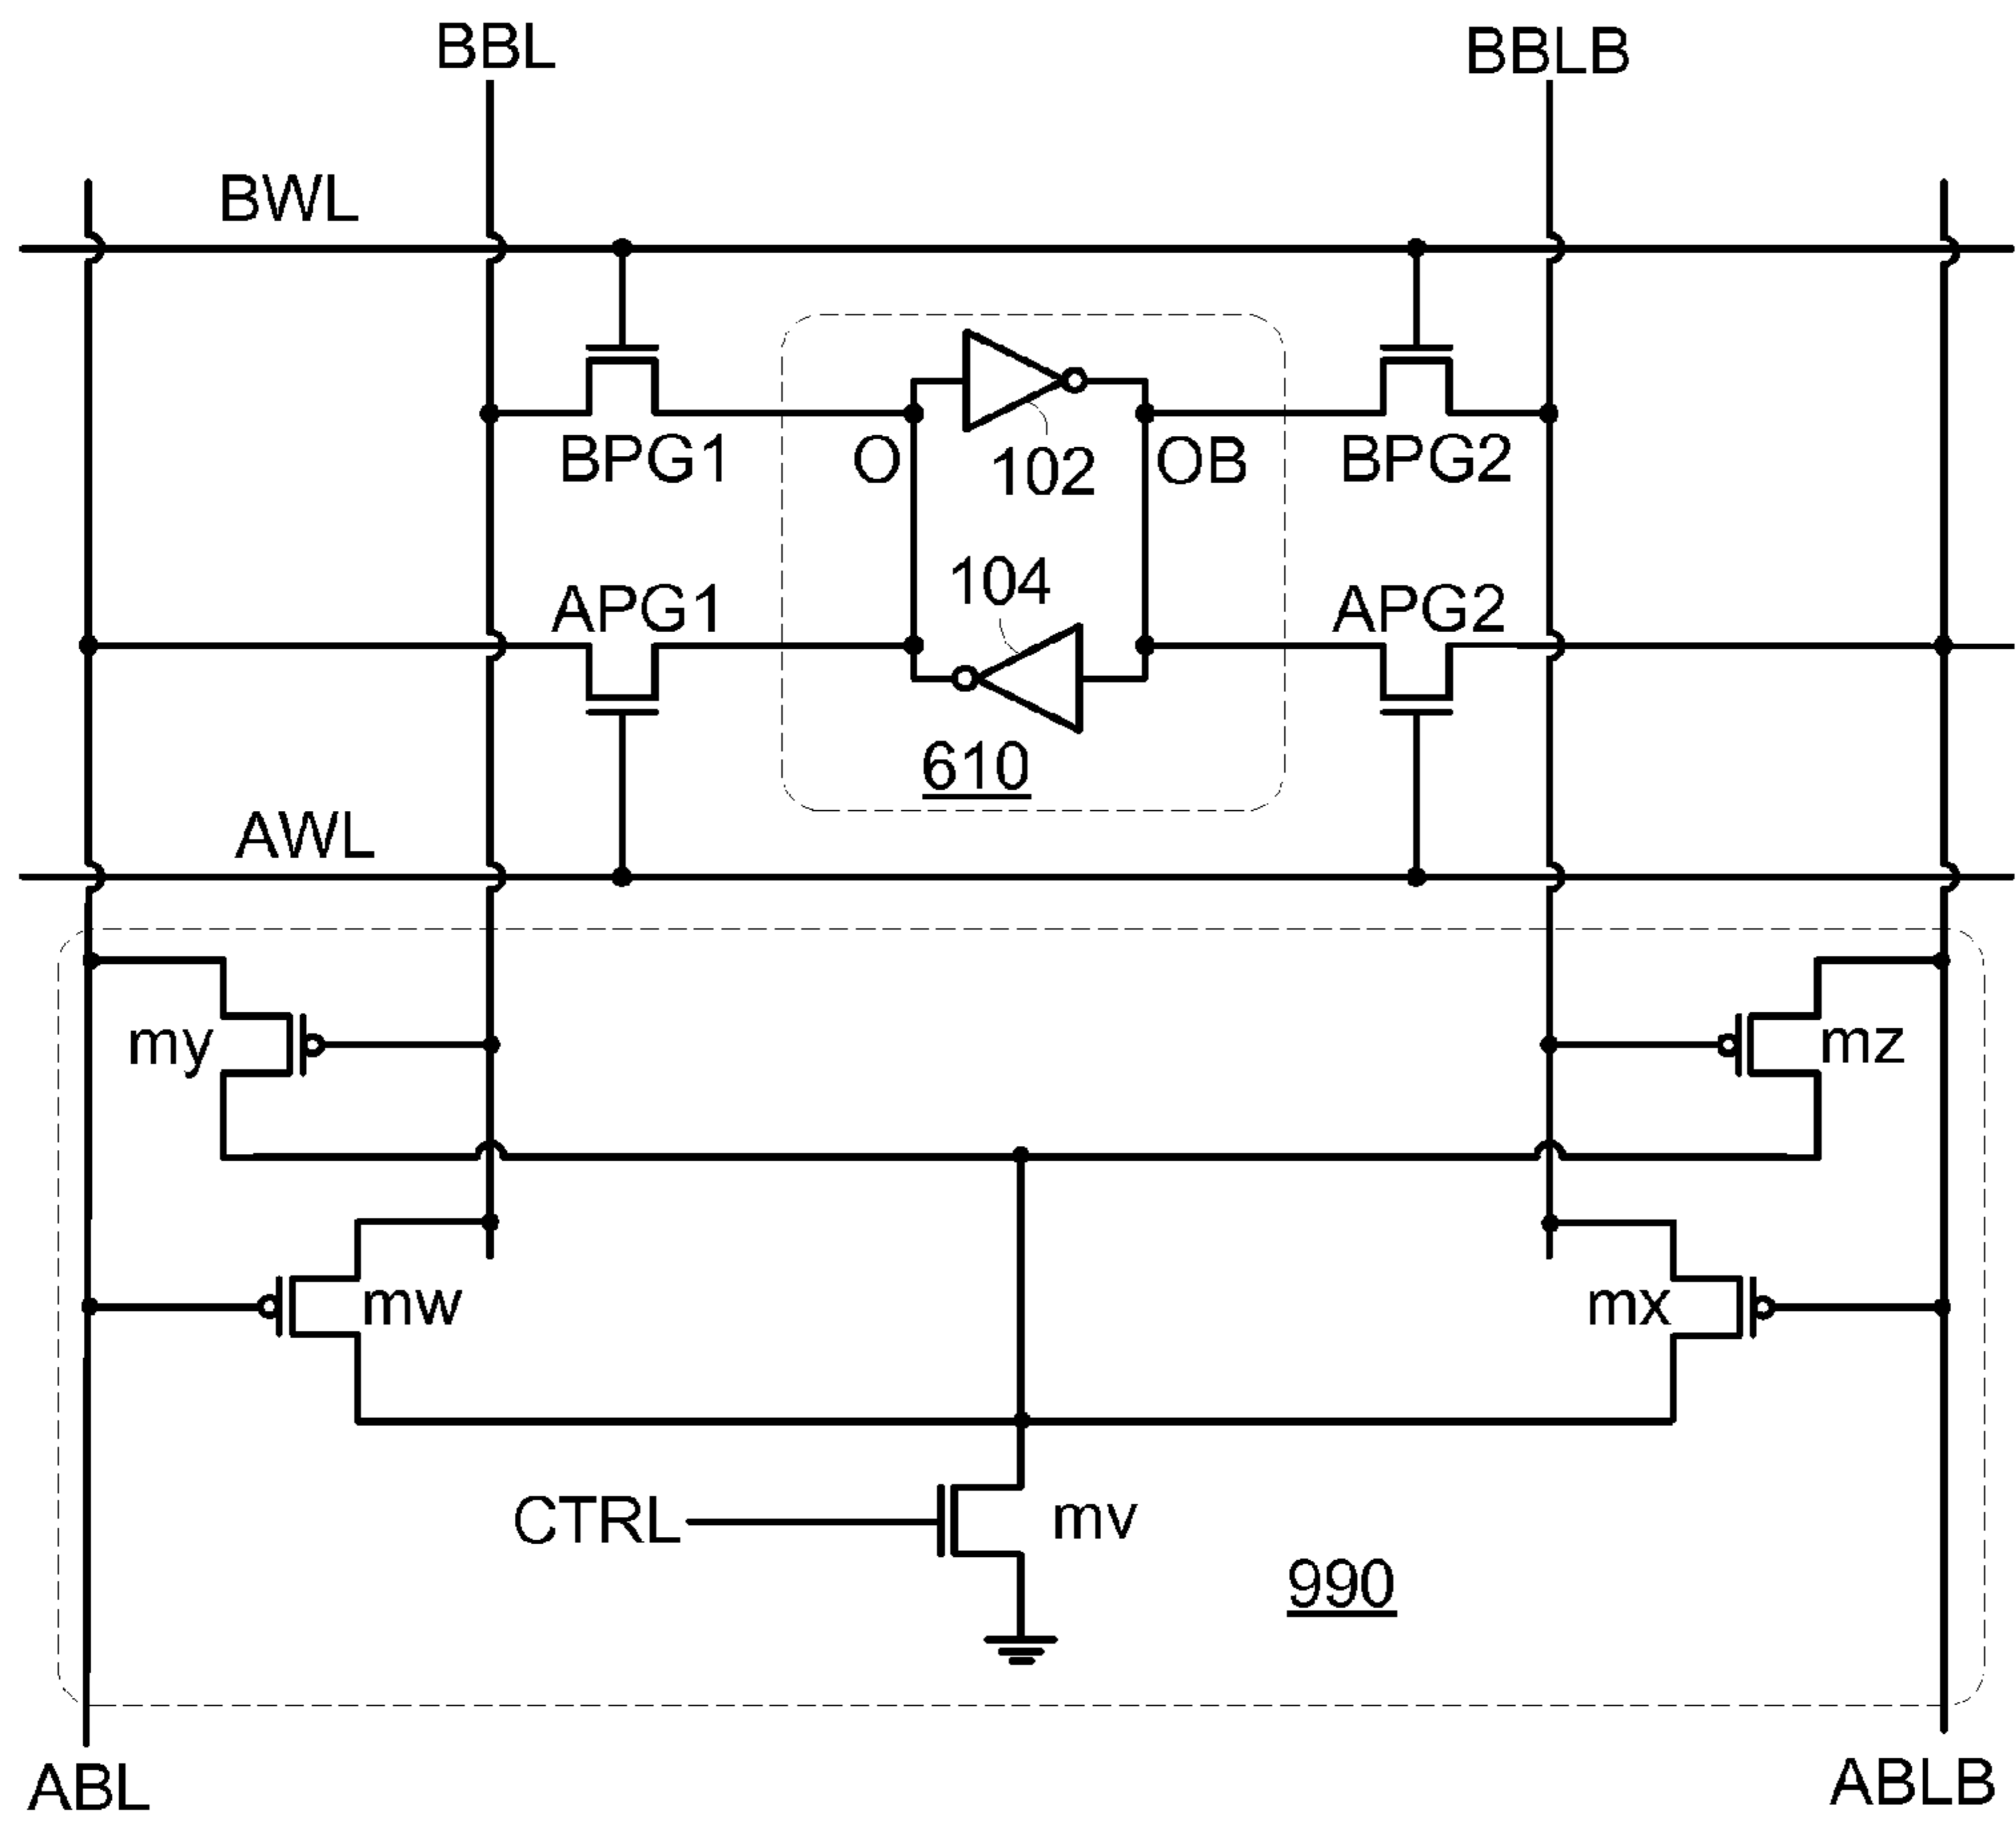 BBL
BBLB
BWL
BPG1
O
102
OB
BPG2
APG1
104
APG2
610
AWL
my
mz
mw
mx
CTRL
mv
990
ABL
ABLB